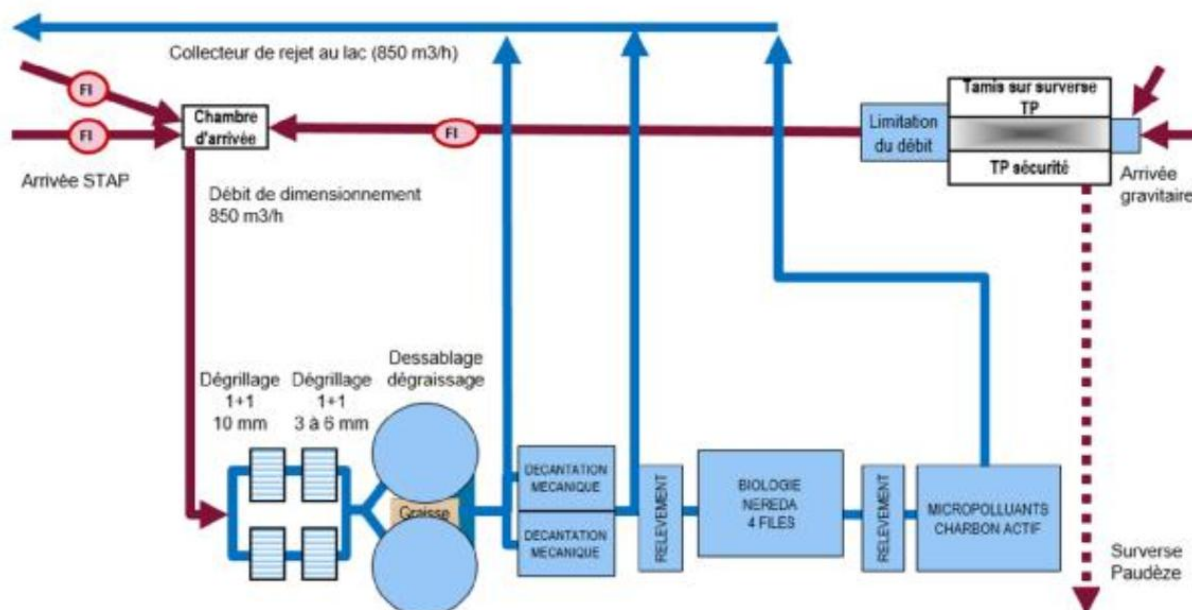 Collecteur de rejet au lac (850 m3/h)
FI
FI
Chambre
d'arrivée
FI
Limitation
du débit
Tamis sur surverse
TP
TP sécurité
Arrivée STAP
Arrivée
gravitaire
Débit de dimensionnement
850 m3/h
Dessablage
dégraissage
Dégrillage
1+1
10 mm
Dégrillage
1+1
3 à 6 mm
Graisse
DECANTATION
MECANIQUE
DECANTATION
MECANIQUE
RELEVEMENT
BIOLOGIE
NEREDA
4 FILES
RELEVEMENT
MICROPOLLUANTS
CHARBON ACTIF
Surverse
Paudèze